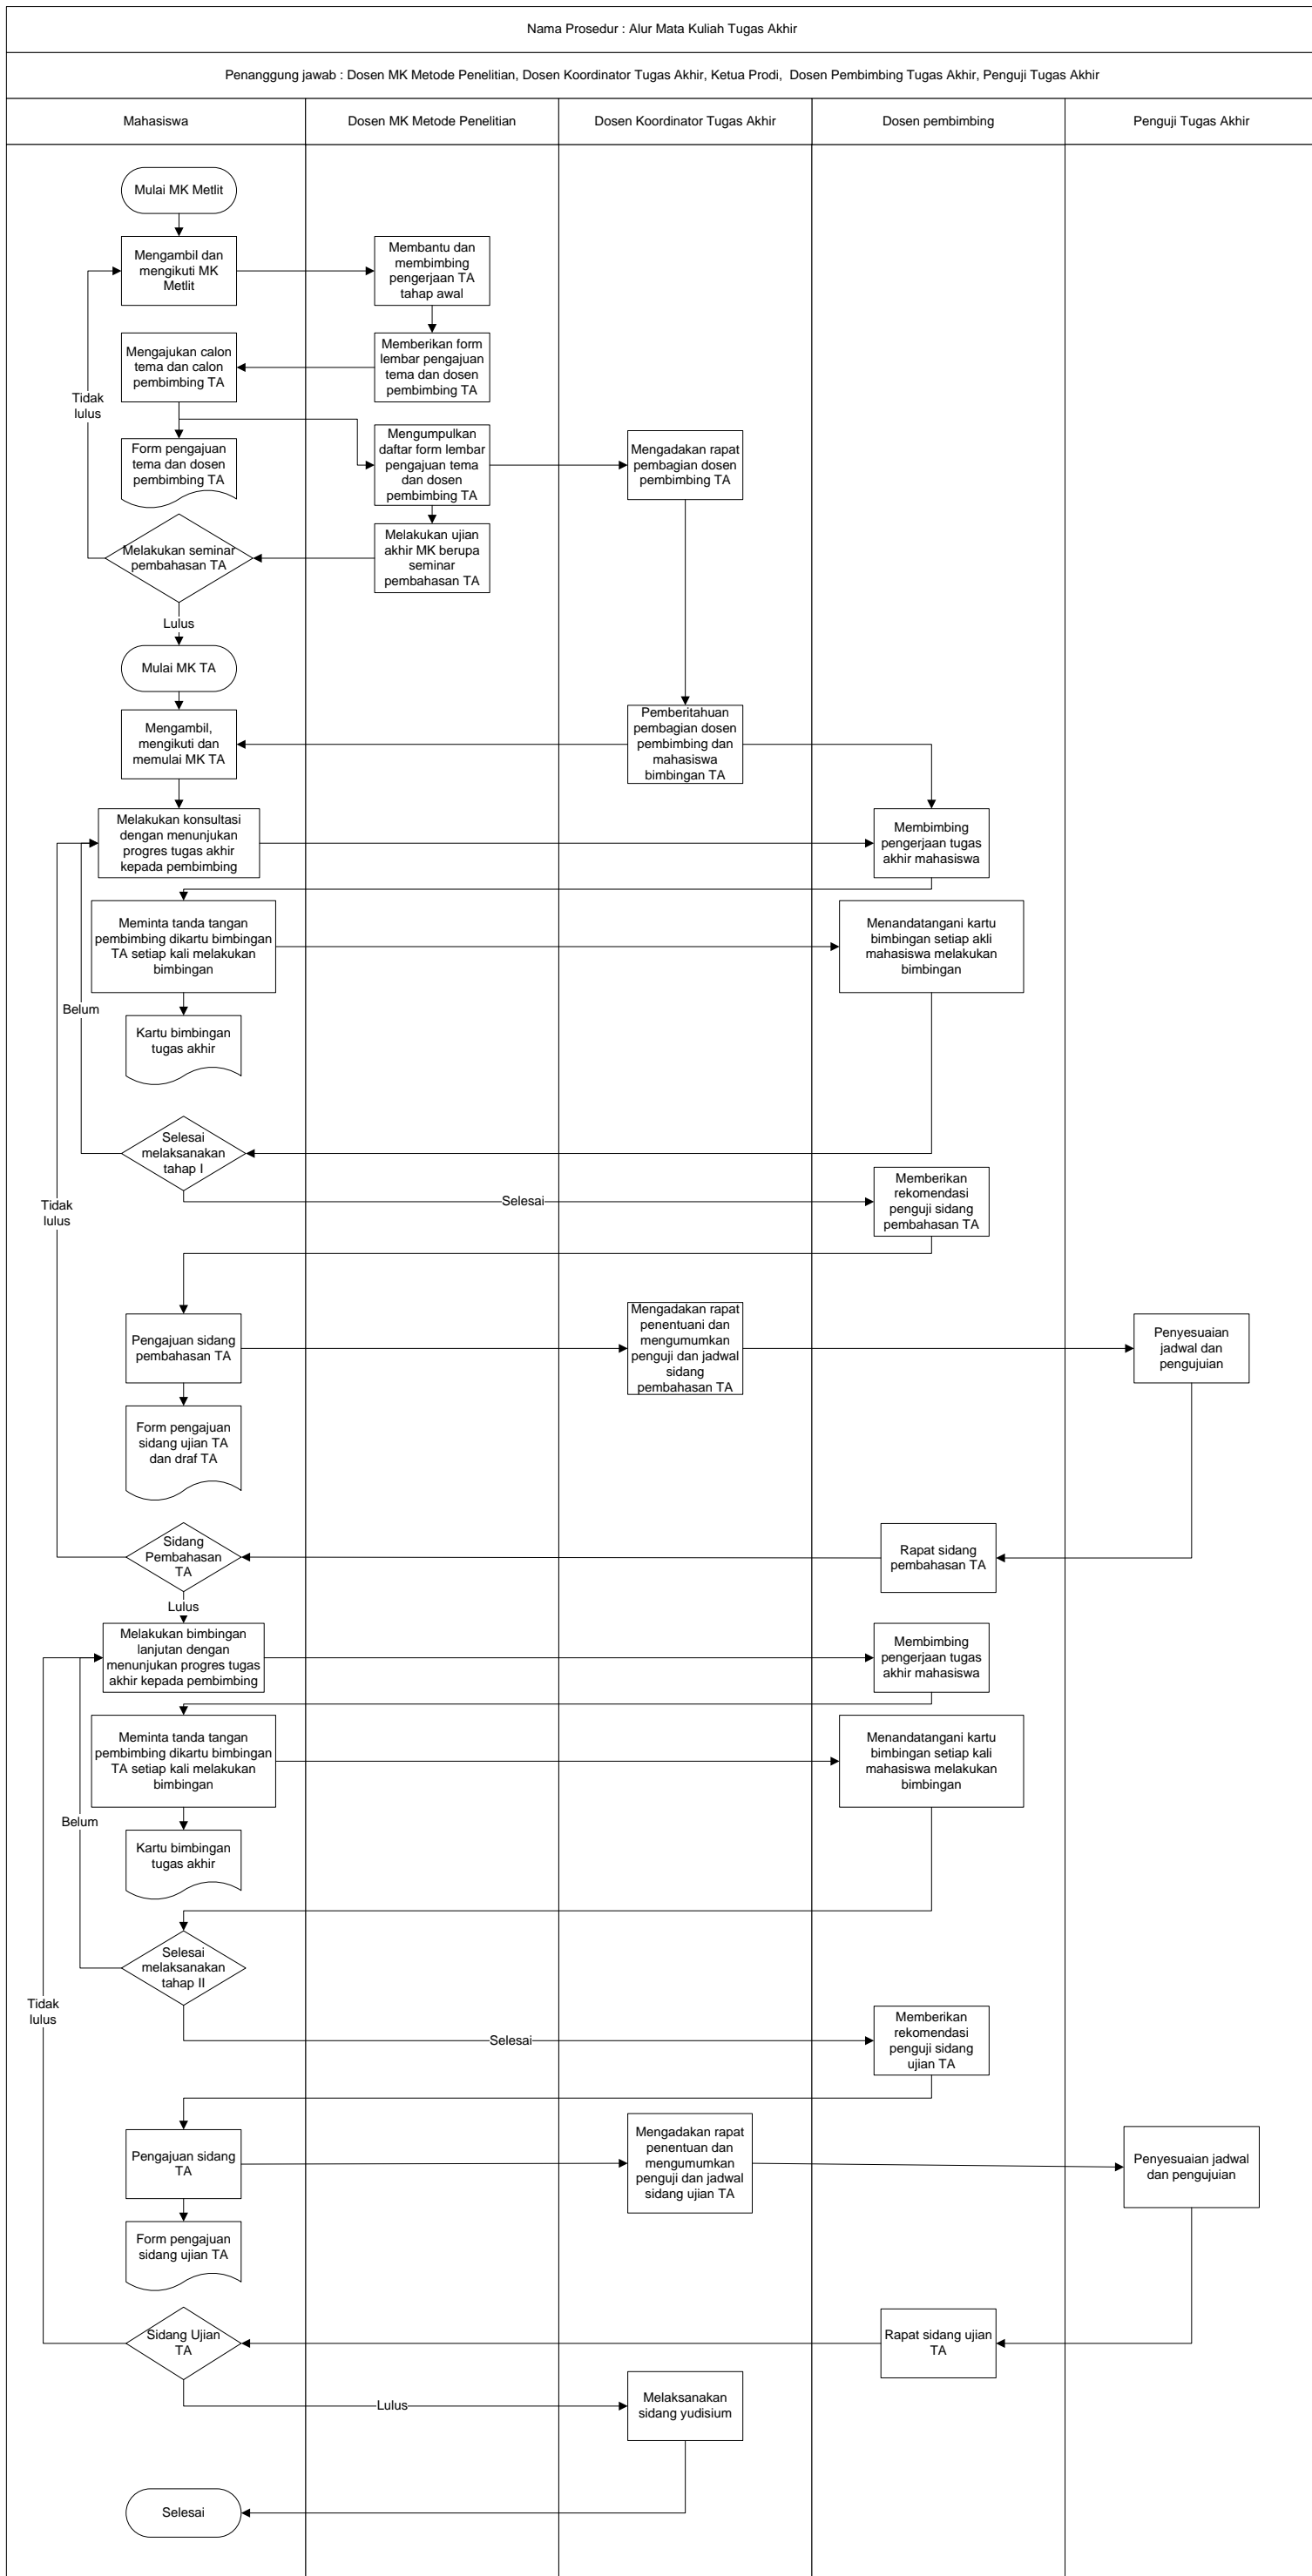 Nama Prosedur : Alur Mata Kuliah Tugas Akhir
Penanggung jawab : Dosen MK Metode Penelitian, Dosen Koordinator Tugas Akhir, Ketua Prodi, Dosen Pembimbing Tugas Akhir, Penguji Tugas Akhir
Mahasiswa
Dosen MK Metode Penelitian
Dosen Koordinator Tugas Akhir
Dosen pembimbing
Penguji Tugas Akhir
Mulai MK Metlit
Mengambil dan
mengikuti MK
Metlit
Membantu dan
membimbing
pengerjaan TA
tahap awal
Mengajukan calon
tema dan calon
pembimbing TA
Memberikan form
lembar pengajuan
tema dan dosen
pembimbing TA
Tidak
lulus
Form pengajuan
tema dan dosen
pembimbing TA
Mengumpulkan
daftar form lembar
pengajuan tema
dan dosen
pembimbing TA
Mengadakan rapat
pembagian dosen
pembimbing TA
Melakukan seminar
pembahasan TA
Melakukan ujian
akhir MK berupa
seminar
pembahasan TA
Lulus
Mulai MK TA
Mengambil,
mengikuti dan
memulai MK TA
Pemberitahuan
pembagian dosen
pembimbing dan
mahasiswa
bimbingan TA
Melakukan konsultasi
dengan menunjukan
progres tugas akhir
kepada pembimbing
Membimbing
pengerjaan tugas
akhir mahasiswa
Meminta tanda tangan
pembimbing dikartu bimbingan
TA setiap kali melakukan
bimbingan
Menandatangani kartu
bimbingan setiap akli
mahasiswa melakukan
bimbingan
Belum
Kartu bimbingan
tugas akhir
Selesai
melaksanakan
tahap I
Selesai
Memberikan
rekomendasi
penguji sidang
pembahasan TA
Tidak
lulus
Pengajuan sidang
pembahasan TA
Mengadakan rapat
penentuani dan
mengumumkan
penguji dan jadwal
sidang
pembahasan TA
Penyesuaian
jadwal dan
pengujuian
Form pengajuan
sidang ujian TA
dan draf TA
Sidang
Pembahasan
TA
Rapat sidang
pembahasan TA
Lulus
Melakukan bimbingan
lanjutan dengan
menunjukan progres tugas
akhir kepada pembimbing
Membimbing
pengerjaan tugas
akhir mahasiswa
Meminta tanda tangan
pembimbing dikartu bimbingan
TA setiap kali melakukan
bimbingan
Menandatangani kartu
bimbingan setiap kali
mahasiswa melakukan
bimbingan
Belum
Kartu bimbingan
tugas akhir
Selesai
melaksanakan
tahap II
Tidak
lulus
Selesai
Memberikan
rekomendasi
penguji sidang
ujian TA
Pengajuan sidang
TA
Mengadakan rapat
penentuan dan
mengumumkan
penguji dan jadwal
sidang ujian TA
Penyesuaian jadwal
dan pengujuian
Form pengajuan
sidang ujian TA
Sidang Ujian
TA
Rapat sidang ujian
TA
Lulus
Melaksanakan
sidang yudisium
Selesai